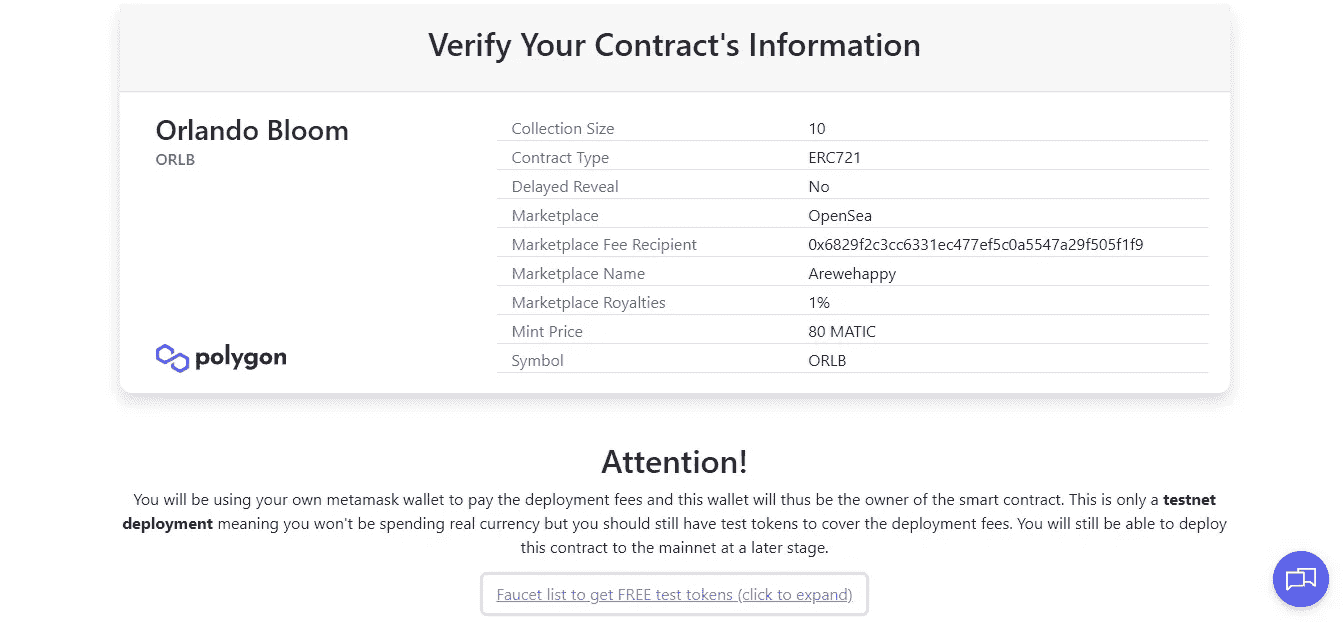 Verify Your Contract's Information
Orlando Bloom
ORLB
Collection Size 10
Contract Type ERC721
Delayed Reveal No
Marketplace OpenSea
Marketplace Fee Recipient 0x6829f2c3cc6331ec477ef5c0a5547a29f505f1f9
Marketplace Name Arewehappy
Marketplace Royalties 1%
Mint Price 80 MATIC
Symbol ORLB
polygon
Attention!
You will be using your own metamask wallet to pay the deployment fees and this wallet will thus be the owner of the smart contract. This is only a testnet
deployment meaning you won't be spending real currency but you should still have test tokens to cover the deployment fees. You will still be able to deploy
this contract to the mainnet at a later stage.
Faucet list to get FREE test tokens (click to expand)